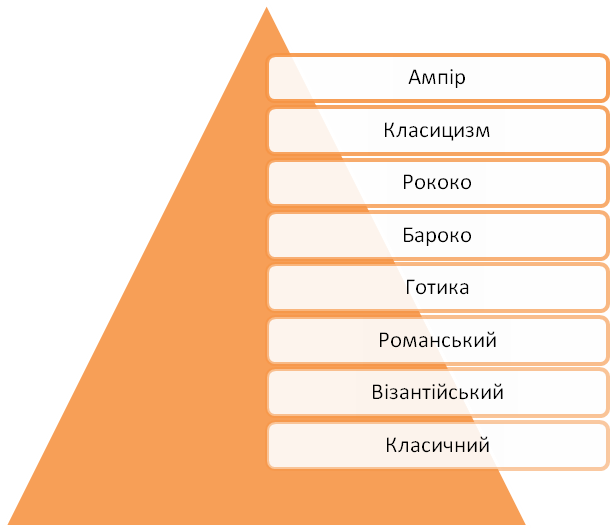 Ампір
Класицизм
Рококо
Бароко
Готика
Романський
Візантійський
Класичний